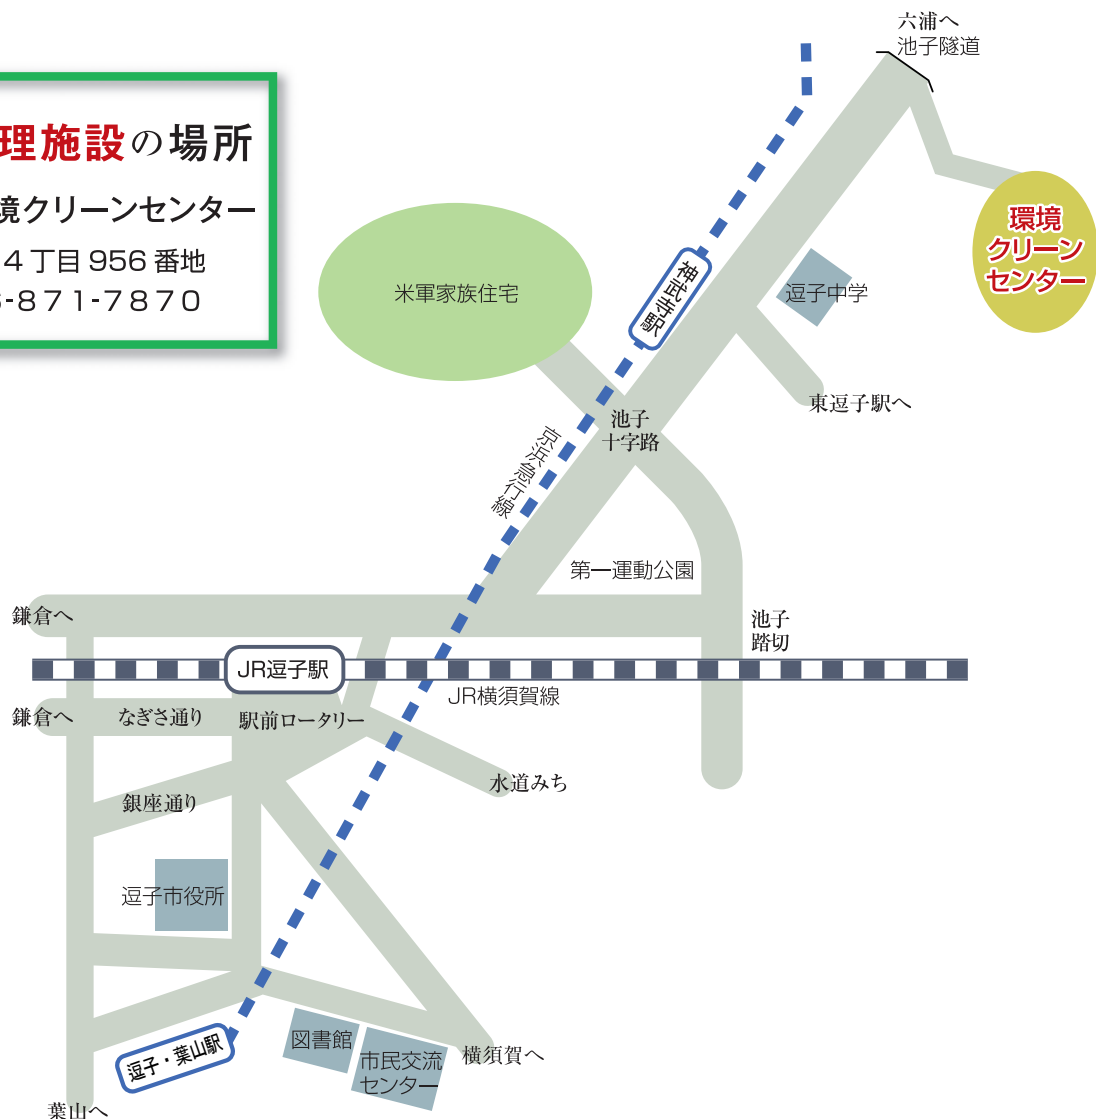 六浦へ
池子隧道
理施設の場所
境クリーンセンター
4丁目956番地
-871-7870
環境
クリーン
センター
米軍家族住宅
神武寺駅
逗子中学
東逗子駅へ
池子
十字路
京浜急行線
第一運動公園
鎌倉へ
池子
踏切
JR逗子駅
JR横須賀線
鎌倉へ
なぎさ通り
駅前ロータリー
水道みち
銀座通り
逗子市役所
図書館
市民交流
センター
横須賀へ
逗子・葉山駅
葉山へ